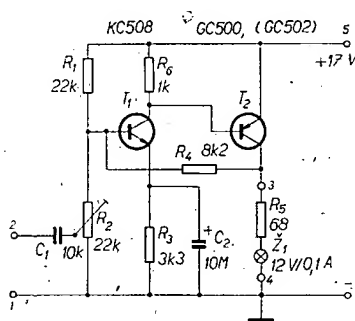 KC508 GC500, (GC502)
5
+17 V
R1
22k
R6
1k
T1
T2
R4
8k2
3
R5
68
Ž1
12 V/0,1 A
4
2
C1
10k
R2
22k
R3
3k3
+
C2
10M
1
-